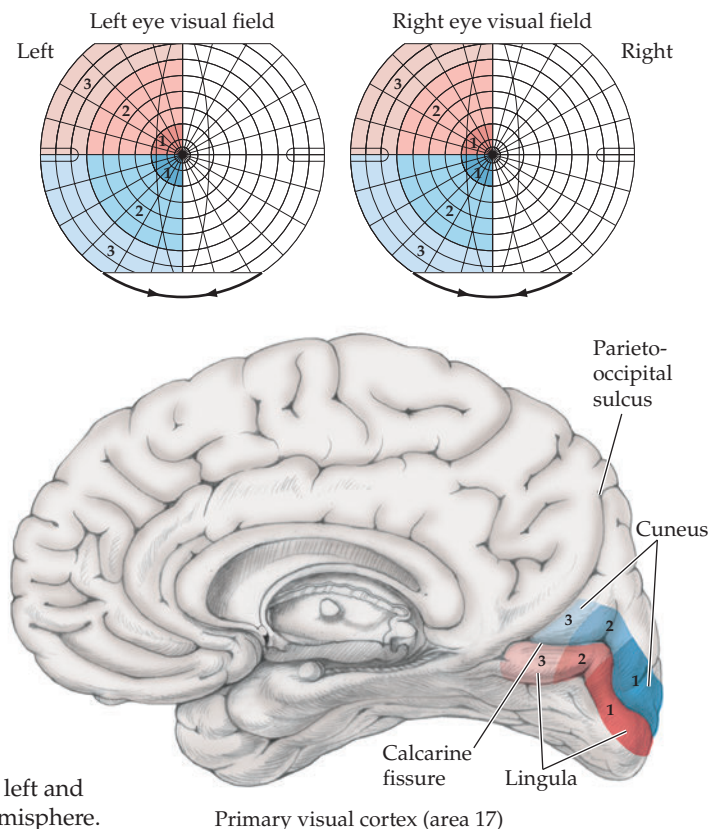 Left eye visual field
Right eye visual field
Left
Right
3
2
1
1
2
3
3
2
1
1
2
3
Parieto-
occipital
sulcus
Cuneus
3
2
1
3
2
1
Calcarine
fissure
Lingula
left and
misphere.
Primary visual cortex (area 17)